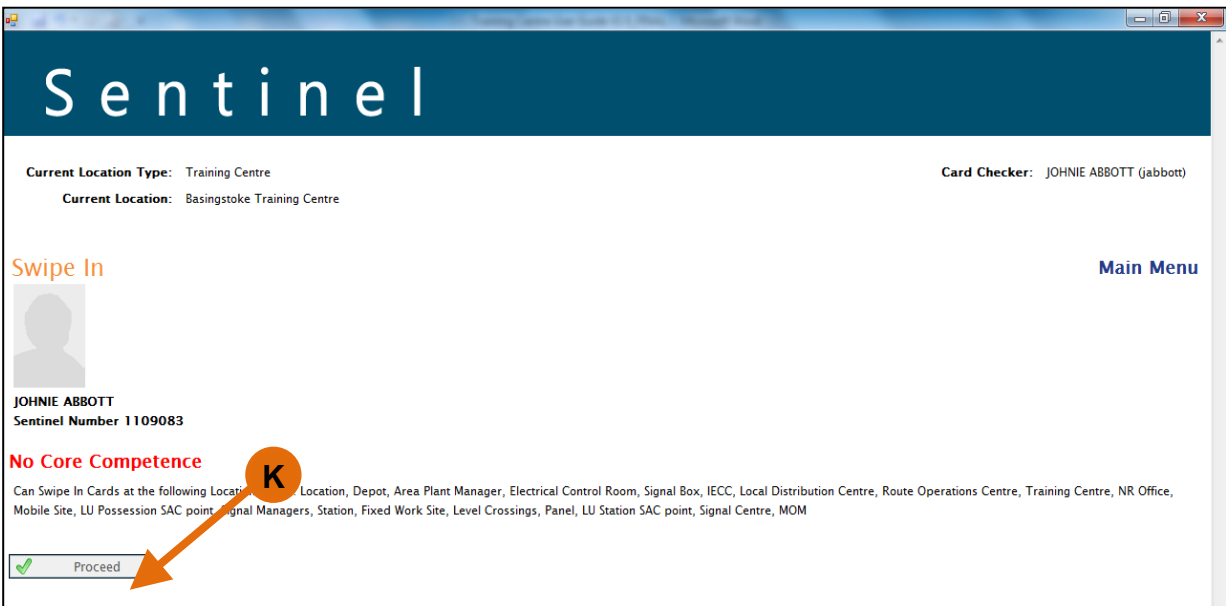 Sentinel
Current Location Type: Training Centre
Card Checker: JOHNIE ABBOTT (jabbott)
Current Location: Basingstoke Training Centre
Swipe In
Main Menu
JOHNIE ABBOTT
Sentinel Number 1109083
No Core Competence
K
Can Swipe In Cards at the following Location, Depot, Area Plant Manager, Electrical Control Room, Signal Box, IECC, Local Distribution Centre, Route Operations Centre, Training Centre, NR Office,
Mobile Site, LU Possession SAC point, Signal Managers, Station, Fixed Work Site, Level Crossings, Panel, LU Station SAC point, Signal Centre, MOM
Proceed